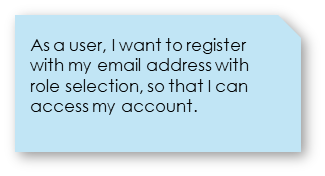 As a user, I want to register
with my email address with
role selection, so that I can
access my account.